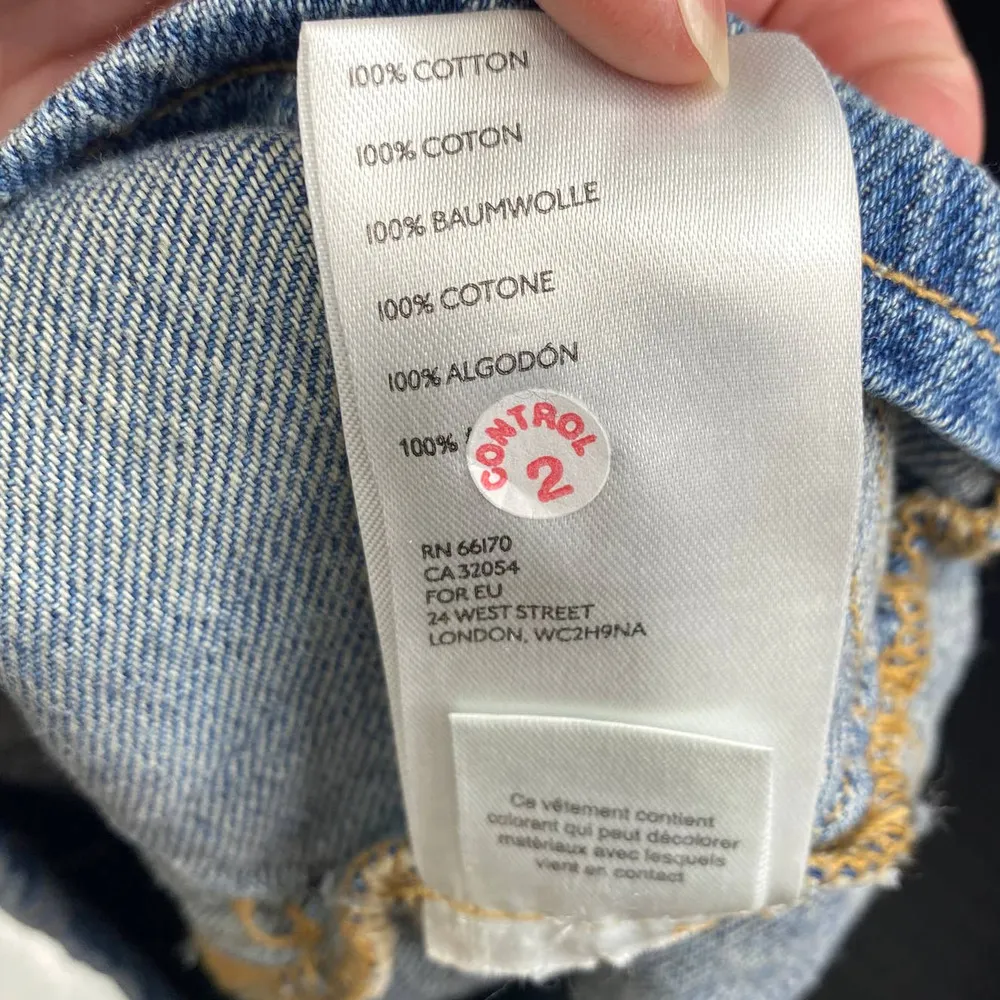 100% COTTON
100% COTON
100% BAUMWOLLE
100% COTONE
100% ALGODÓN
100%
CONTROL
2
RN 66170
CA 32054
FOR EU
24 WEST STREET
LONDON, WC2H9NA
Ce vêtement contient
colorant qui peut décolorer
matériaux avec lesquels
vient en contact